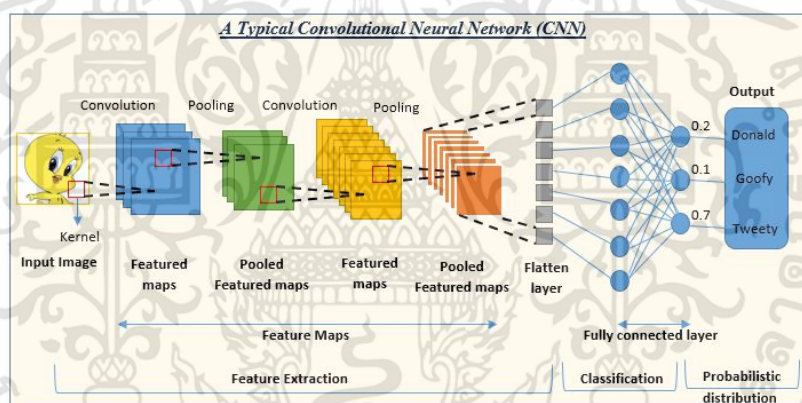 A Typical Convolutional Neural Network (CNN)
Convolution
Pooling
Convolution
Pooling
Output
0.2
Donald
0.1
Goofy
0.7
Tweety
Kernel
Input Image
Featured
maps
Pooled
Featured maps
Featured
maps
Pooled
Featured maps
Flatten
layer
Feature Maps
Fully connected layer
Feature Extraction
Classification
Probabilistic
distribution